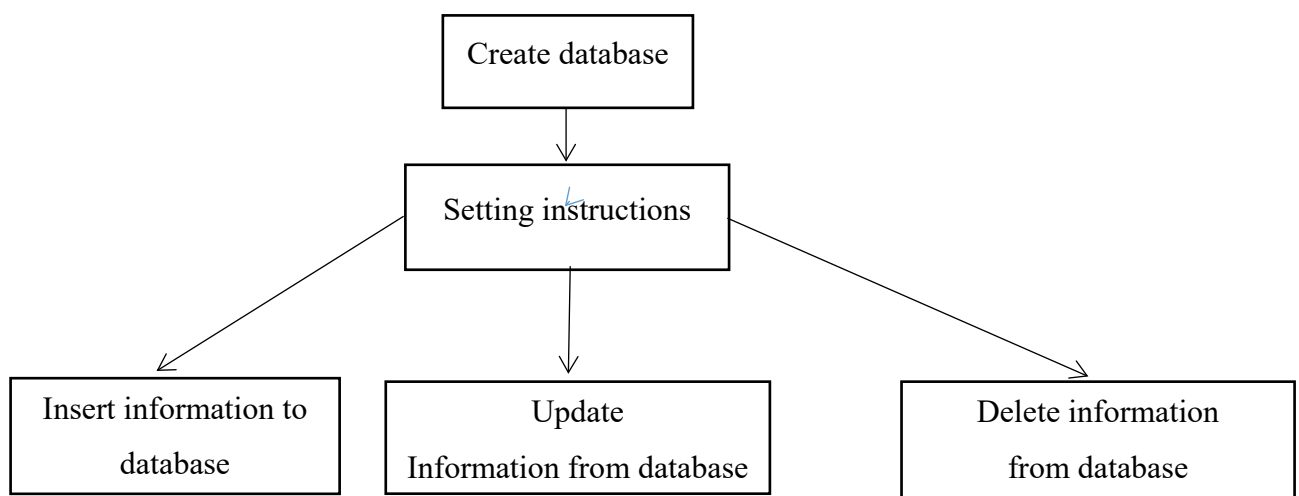 Create database
Setting instructions
Insert information to
database
Update
Information from database
Delete information
from database